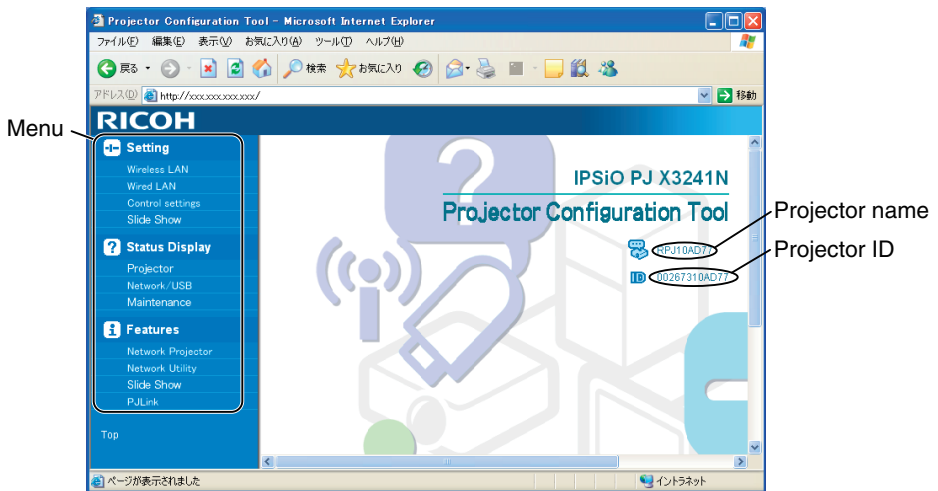 Projector Configuration Tool - Microsoft Internet Explorer
ファイル(F) 編集(E) 表示(V) お気に入り(A) ツール(T) ヘルプ(H)
戻る 検索 お気に入り
アドレス(D) http://xxx.xxx.xxx.xxx/ 移動
RICOH
Menu
Setting
Wireless LAN
Wired LAN
Control settings
Slide Show
Status Display
Projector
Network/USB
Maintenance
Features
Network Projector
Network Utility
Slide Show
PJLink
Top
IPSiO PJ X3241N
Projector Configuration Tool
RPJ10AD77
ID 00267310AD77
Projector name
Projector ID
ページが表示されました イントラネット